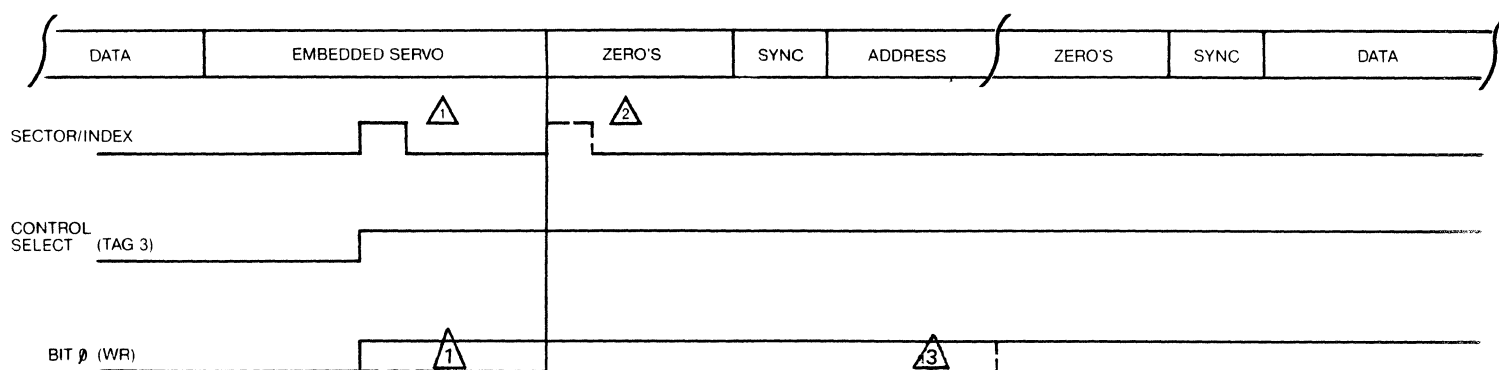 DATA EMBEDDED SERVO ZERO'S SYNC ADDRESS ZERO'S SYNC DATA
1 2
SECTOR/INDEX
CONTROL
SELECT (TAG 3)
BIT ø (WR) 1 3